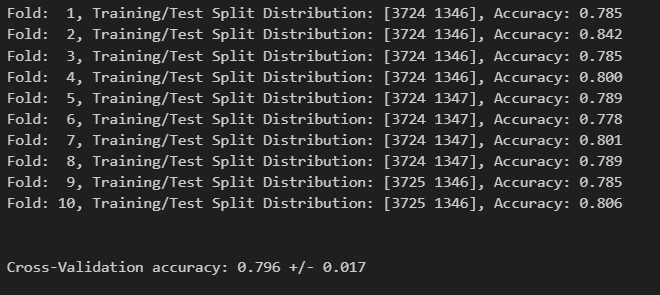 Fold:  1, Training/Test Split Distribution: [3724 1346], Accuracy: 0.785
Fold:  2, Training/Test Split Distribution: [3724 1346], Accuracy: 0.842
Fold:  3, Training/Test Split Distribution: [3724 1346], Accuracy: 0.785
Fold:  4, Training/Test Split Distribution: [3724 1346], Accuracy: 0.800
Fold:  5, Training/Test Split Distribution: [3724 1347], Accuracy: 0.789
Fold:  6, Training/Test Split Distribution: [3724 1347], Accuracy: 0.778
Fold:  7, Training/Test Split Distribution: [3724 1347], Accuracy: 0.801
Fold:  8, Training/Test Split Distribution: [3724 1347], Accuracy: 0.789
Fold:  9, Training/Test Split Distribution: [3725 1346], Accuracy: 0.785
Fold: 10, Training/Test Split Distribution: [3725 1346], Accuracy: 0.806
Cross-Validation accuracy: 0.796 +/- 0.017